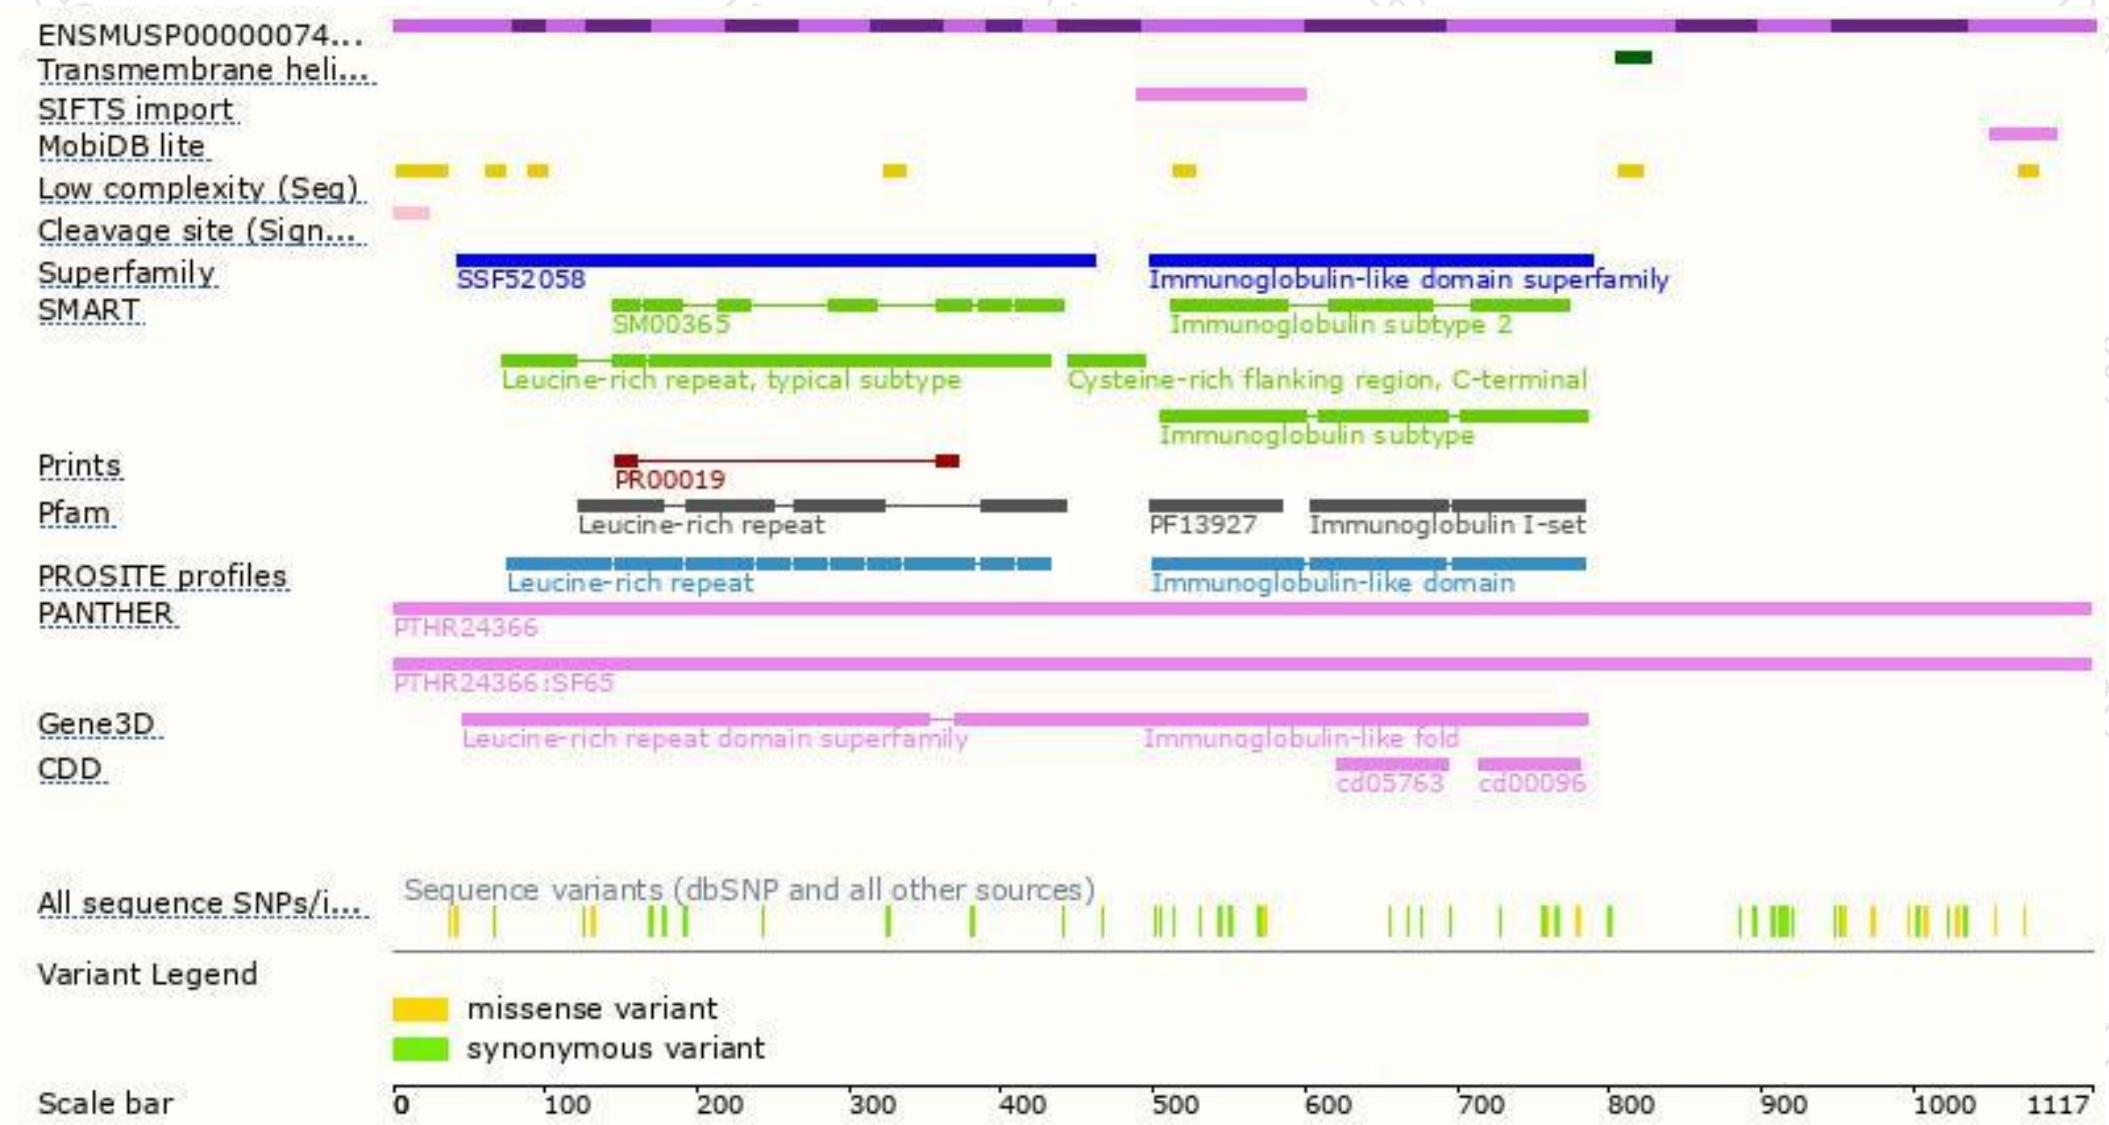 ENSMUSP00000074...
Transmembrane heli...
SIFTS import
MobiDB lite
Low complexity (Seg)
Cleavage site (Sign...
Superfamily
SSF52058
Immunoglobulin-like domain superfamily
SMART
SM00365
Immunoglobulin subtype 2
Leucine-rich repeat, typical subtype
Cysteine-rich flanking region, C-terminal
Immunoglobulin subtype
Prints
PR00019
Pfam
Leucine-rich repeat
PF13927
Immunoglobulin I-set
PROSITE profiles
Leucine-rich repeat
Immunoglobulin-like domain
PANTHER
PTHR24366
PTHR24366:SF65
Gene3D
Leucine-rich repeat domain superfamily
Immunoglobulin-like fold
CDD
cd05763
cd00096
All sequence SNPs/i...
Sequence variants (dbSNP and all other sources)
Variant Legend
missense variant
synonymous variant
Scale bar
0 100 200 300 400 500 600 700 800 900 1000 1117